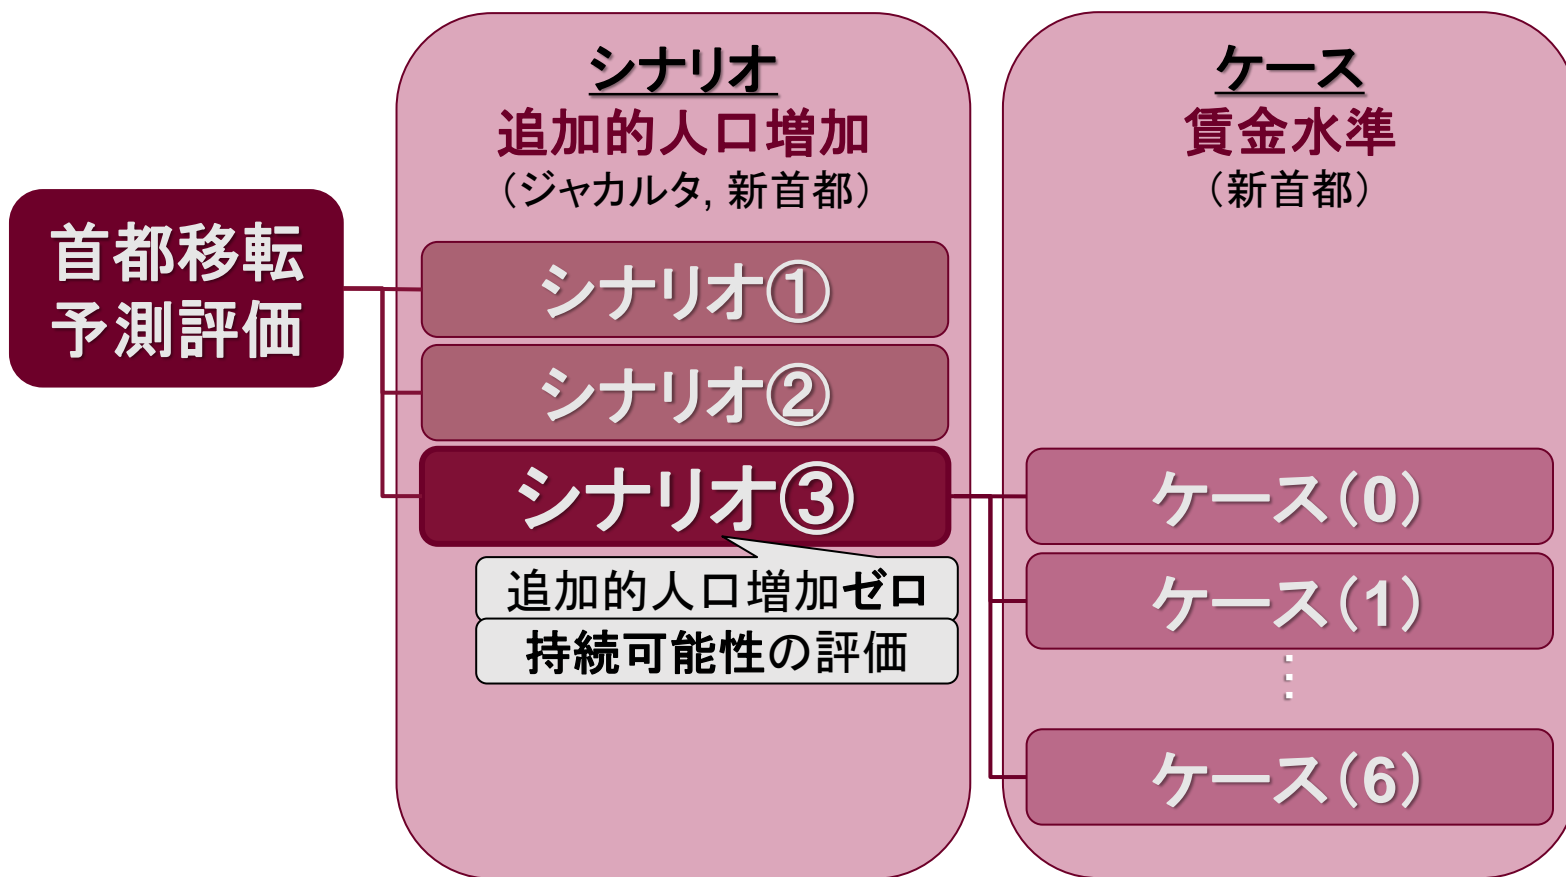 首都移転
予測評価
シナリオ
追加的人口増加
（ジャカルタ, 新首都）
シナリオ①
シナリオ②
シナリオ③
追加的人口増加ゼロ
持続可能性の評価
ケース
賃金水準
（新首都）
ケース（0）
ケース（1）
⋮
ケース（6）